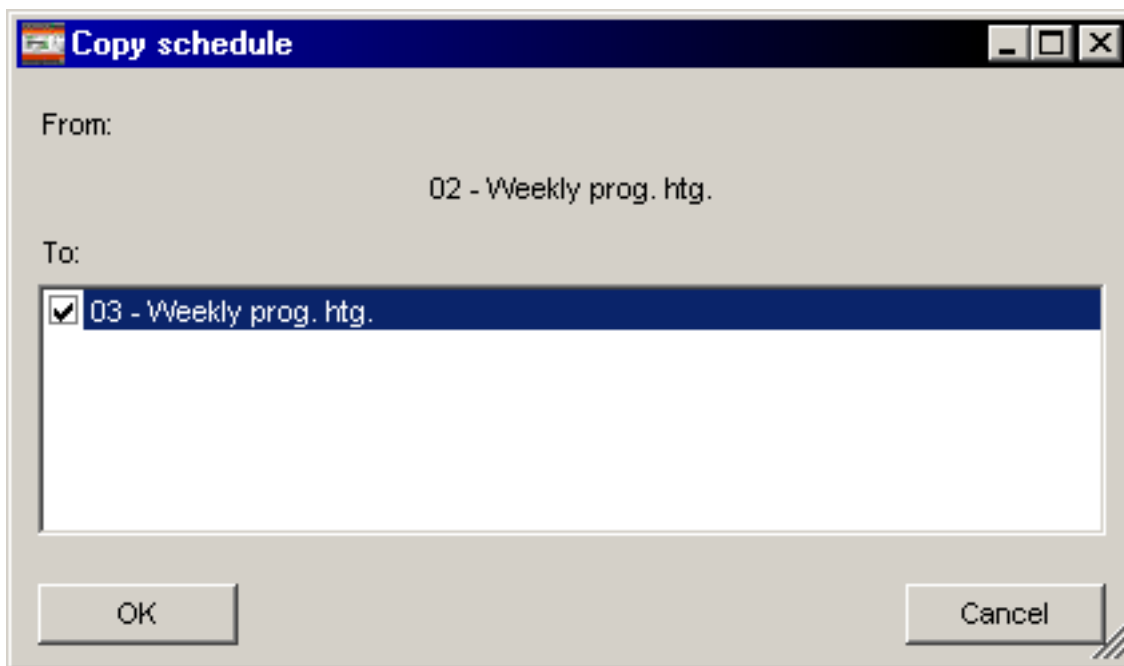 Copy schedule
From:
02 - Weekly prog. htg.
To:
03 - Weekly prog. htg.
OK
Cancel